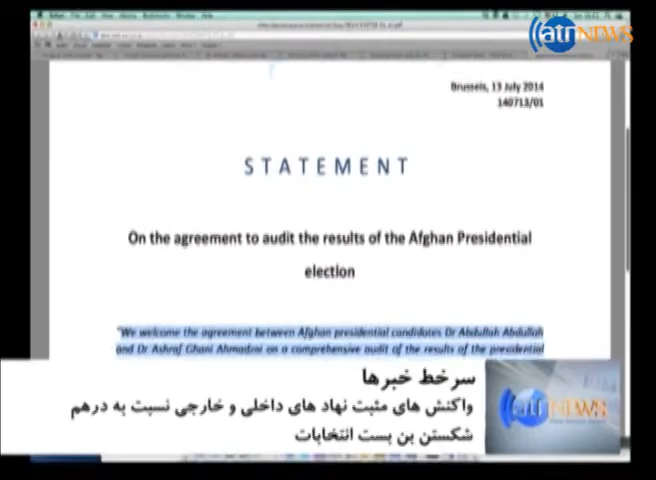 atn NEWS
Brussels, 13 July 2014
140713/01
STATEMENT
On the agreement to audit the results of the Afghan Presidential
election
"We welcome the agreement between Afghan presidential candidates Dr Abdullah Abdullah
and Dr Ashraf Ghani Ahmadzai on a comprehensive audit of the results of the presidential
سرخط خبرها
واکنش های مثبت نهاد های داخلی و خارجی نسبت به درهم
شکستن بن بست انتخابات
atn NEWS